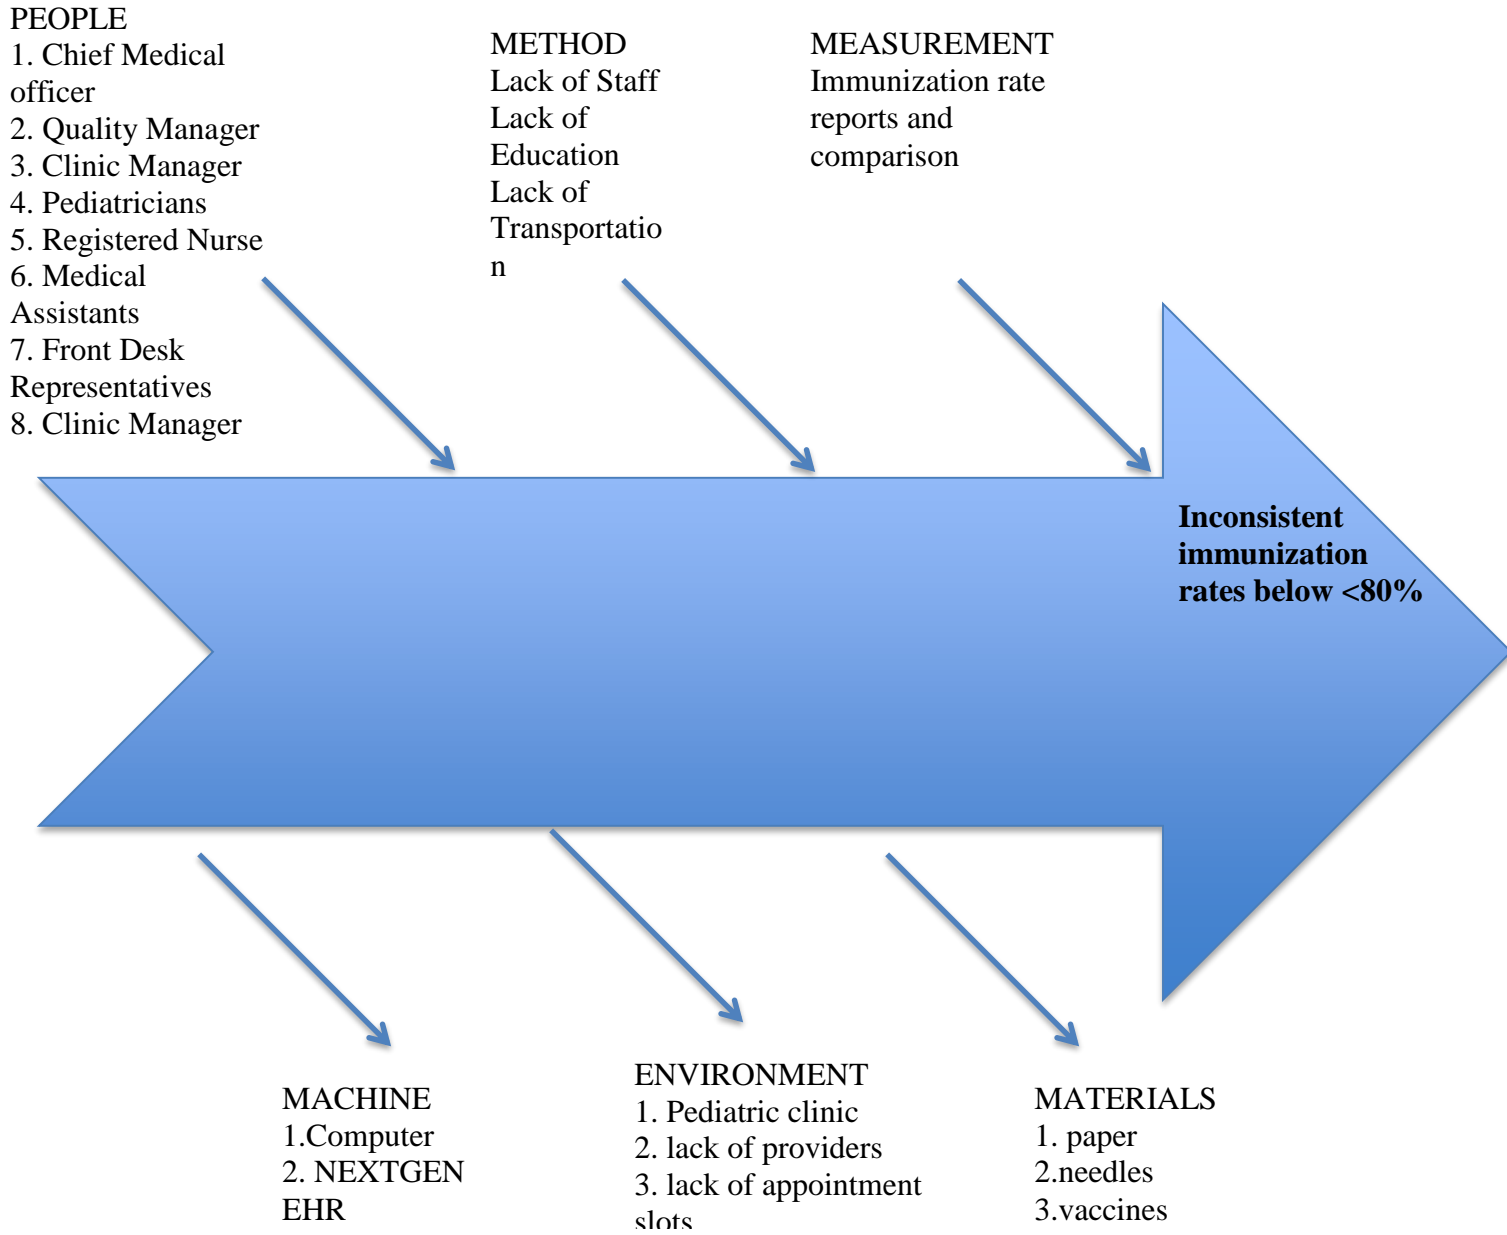 PEOPLE
1. Chief Medical
officer
2. Quality Manager
3. Clinic Manager
4. Pediatricians
5. Registered Nurse
6. Medical
Assistants
7. Front Desk
Representatives
8. Clinic Manager
METHOD
Lack of Staff
Lack of
Education
Lack of
Transportatio
n
MEASUREMENT
Immunization rate
reports and
comparison
Inconsistent
immunization
rates below <80%
MACHINE
1.Computer
2. NEXTGEN
EHR
ENVIRONMENT
1. Pediatric clinic
2. lack of providers
3. lack of appointment
slots
MATERIALS
1. paper
2.needles
3.vaccines